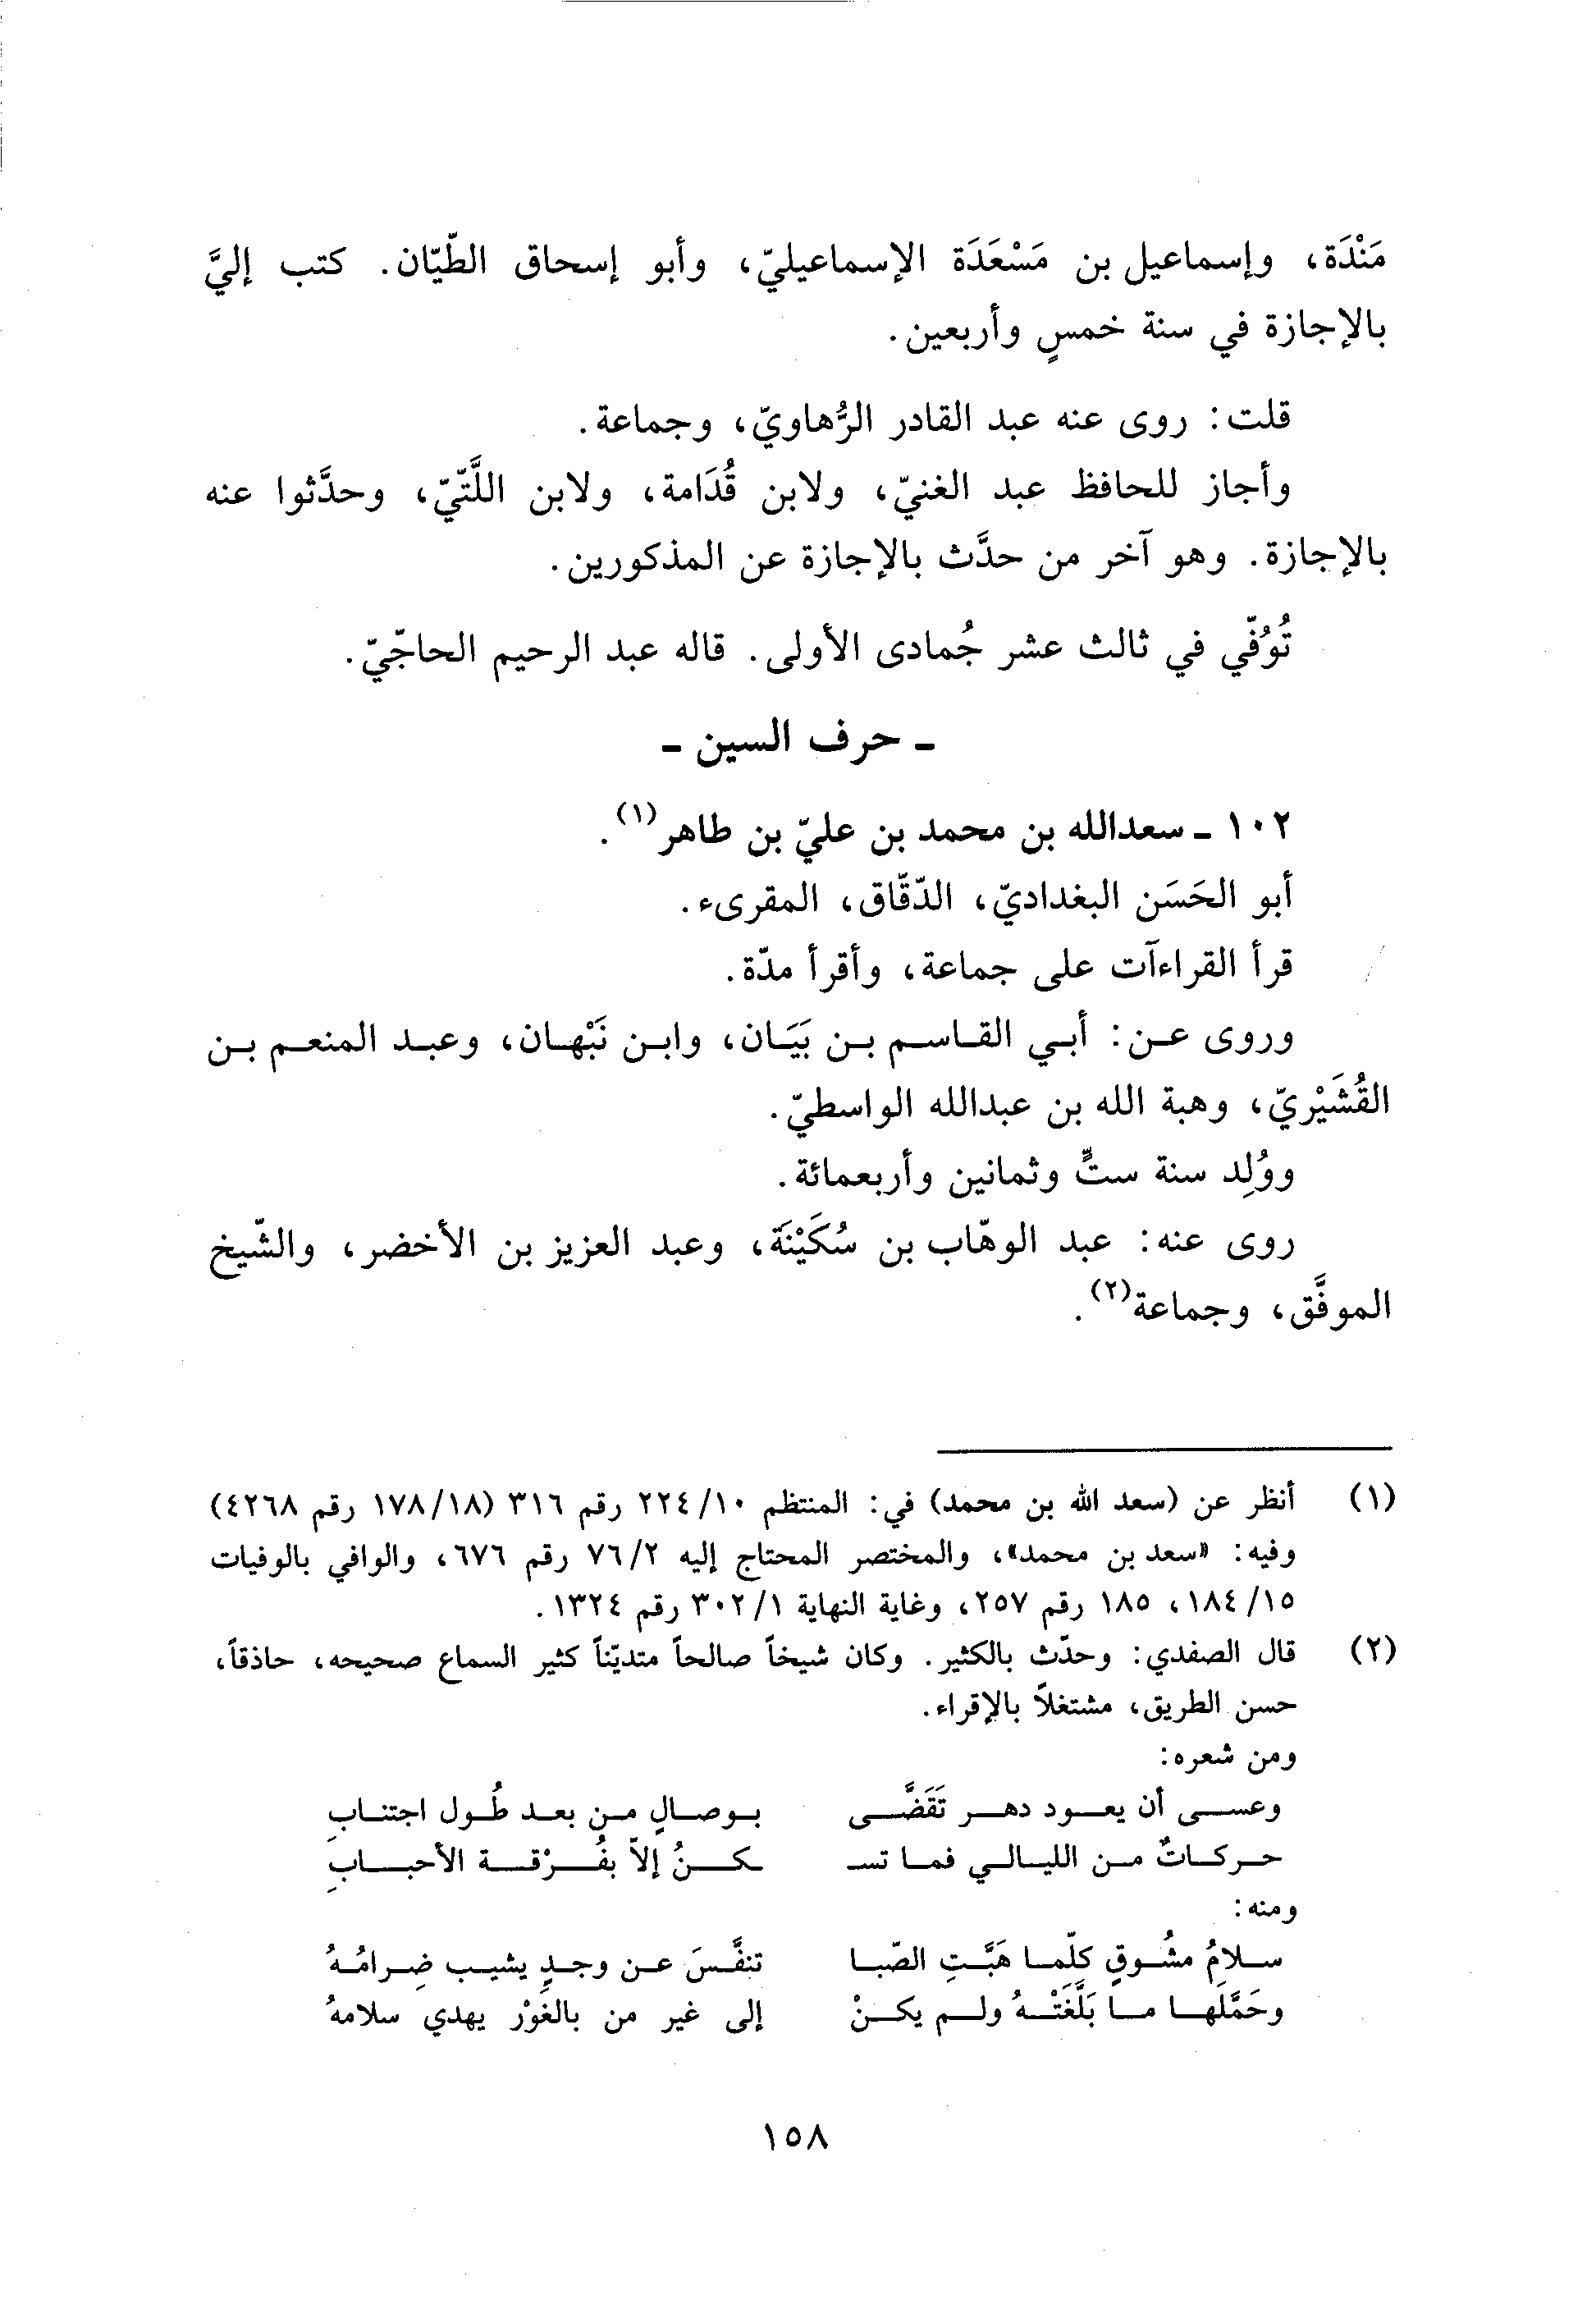 مَنْدَة، وإسماعيل بن مَسْعَدَة الإسماعيليّ، وأبو إسحاق الطّيّان. كتب إليَّ
بالإجازة في سنة خمسٍ وأربعين.
قلت: روى عنه عبد القادر الرُّهاويّ، وجماعة.
وأجاز للحافظ عبد الغنيّ، ولابن قُدَامة، ولابن اللَّتّيّ، وحدَّثوا عنه
بالإجازة. وهو آخر من حدَّث بالإجازة عن المذكورين.
تُوُفّي في ثالث عشر جُمادى الأولى. قاله عبد الرحيم الحاجّيّ.
- حرف السين -
١٠٢ - سعدالله بن محمد بن عليّ بن طاهر(١).
أبو الحَسَن البغداديّ، الدّقّاق، المقرىء.
قرأ القراءآت على جماعة، وأقرأ مدّة.
وروى عن: أبي القاسم بن بَيَان، وابن نَبْهان، وعبد المنعم بن
القُشَيْريّ، وهبة الله بن عبدالله الواسطيّ.
ووُلِد سنة ستٍّ وثمانين وأربعمائة.
روى عنه: عبد الوهّاب بن سُكَيْنَة، وعبد العزيز بن الأخضر، والشّيخ
الموفَّق، وجماعة(٢).
(١) أنظر عن (سعد الله بن محمد) في: المنتظم ١٠/٢٢٤ رقم ٣١٦ (١٧٨/١٨ رقم ٤٢٦٨)
وفيه: «سعد بن محمد»، والمختصر المحتاج إليه ٧٦/٢ رقم ٦٧٦، والوافي بالوفيات
١٥/١٨٤، ١٨٥ رقم ٢٥٧، وغاية النهاية ٣٠٢/١ رقم ١٣٢٤.
(٢) قال الصفدي: وحدّث بالكثير. وكان شيخاً صالحاً متديّناً كثير السماع صحيحه، حاذقاً،
حسن الطريق، مشتغلاً بالإقراء.
ومن شعره:
وعسى أن يعود دهر تَقَضَّى بوصالٍ من بعد طُول اجتنابِ
حركاتٌ من الليالي فما تسـ ـكنُ إلاّ بفُرْقة الأحبابِ
ومنه:
سلامُ مشُوقٍ كلّما هَبَّتِ الصّبا تنفَّسَ عن وجدٍ يشيب ضِرامُهُ
وحَمَّلَها ما بَلَّغَتْهُ ولم يكنْ إلى غير من بالغَوْر يهدي سلامهُ
١٥٨